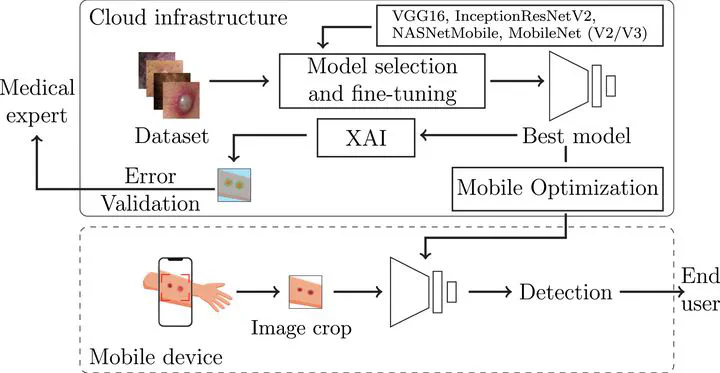 Cloud infrastructure
VGG16, InceptionResNetV2,
NASNetMobile, MobileNet (V2/V3)
Model selection
and fine-tuning
Dataset
Best model
XAI
Medical
expert
Error
Validation
Mobile Optimization
Image crop
Detection
End
user
Mobile device